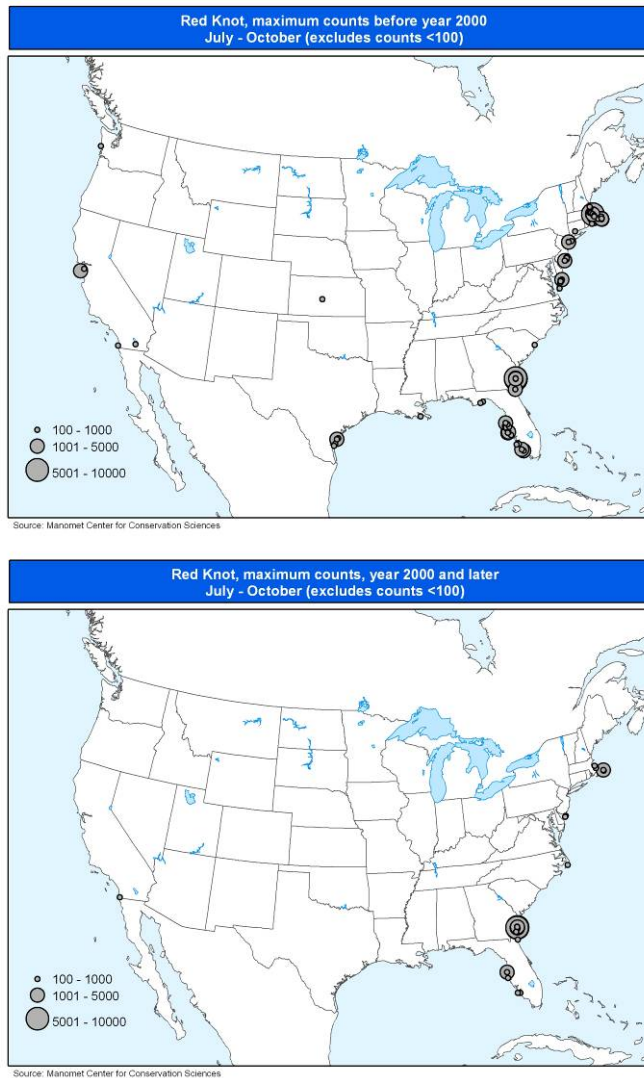 Red Knot, maximum counts before year 2000
July - October (excludes counts <100)
100 - 1000
1001 - 5000
5001 - 10000
Source: Manomet Center for Conservation Sciences
Red Knot, maximum counts, year 2000 and later
July - October (excludes counts <100)
100 - 1000
1001 - 5000
5001 - 10000
Source: Manomet Center for Conservation Sciences